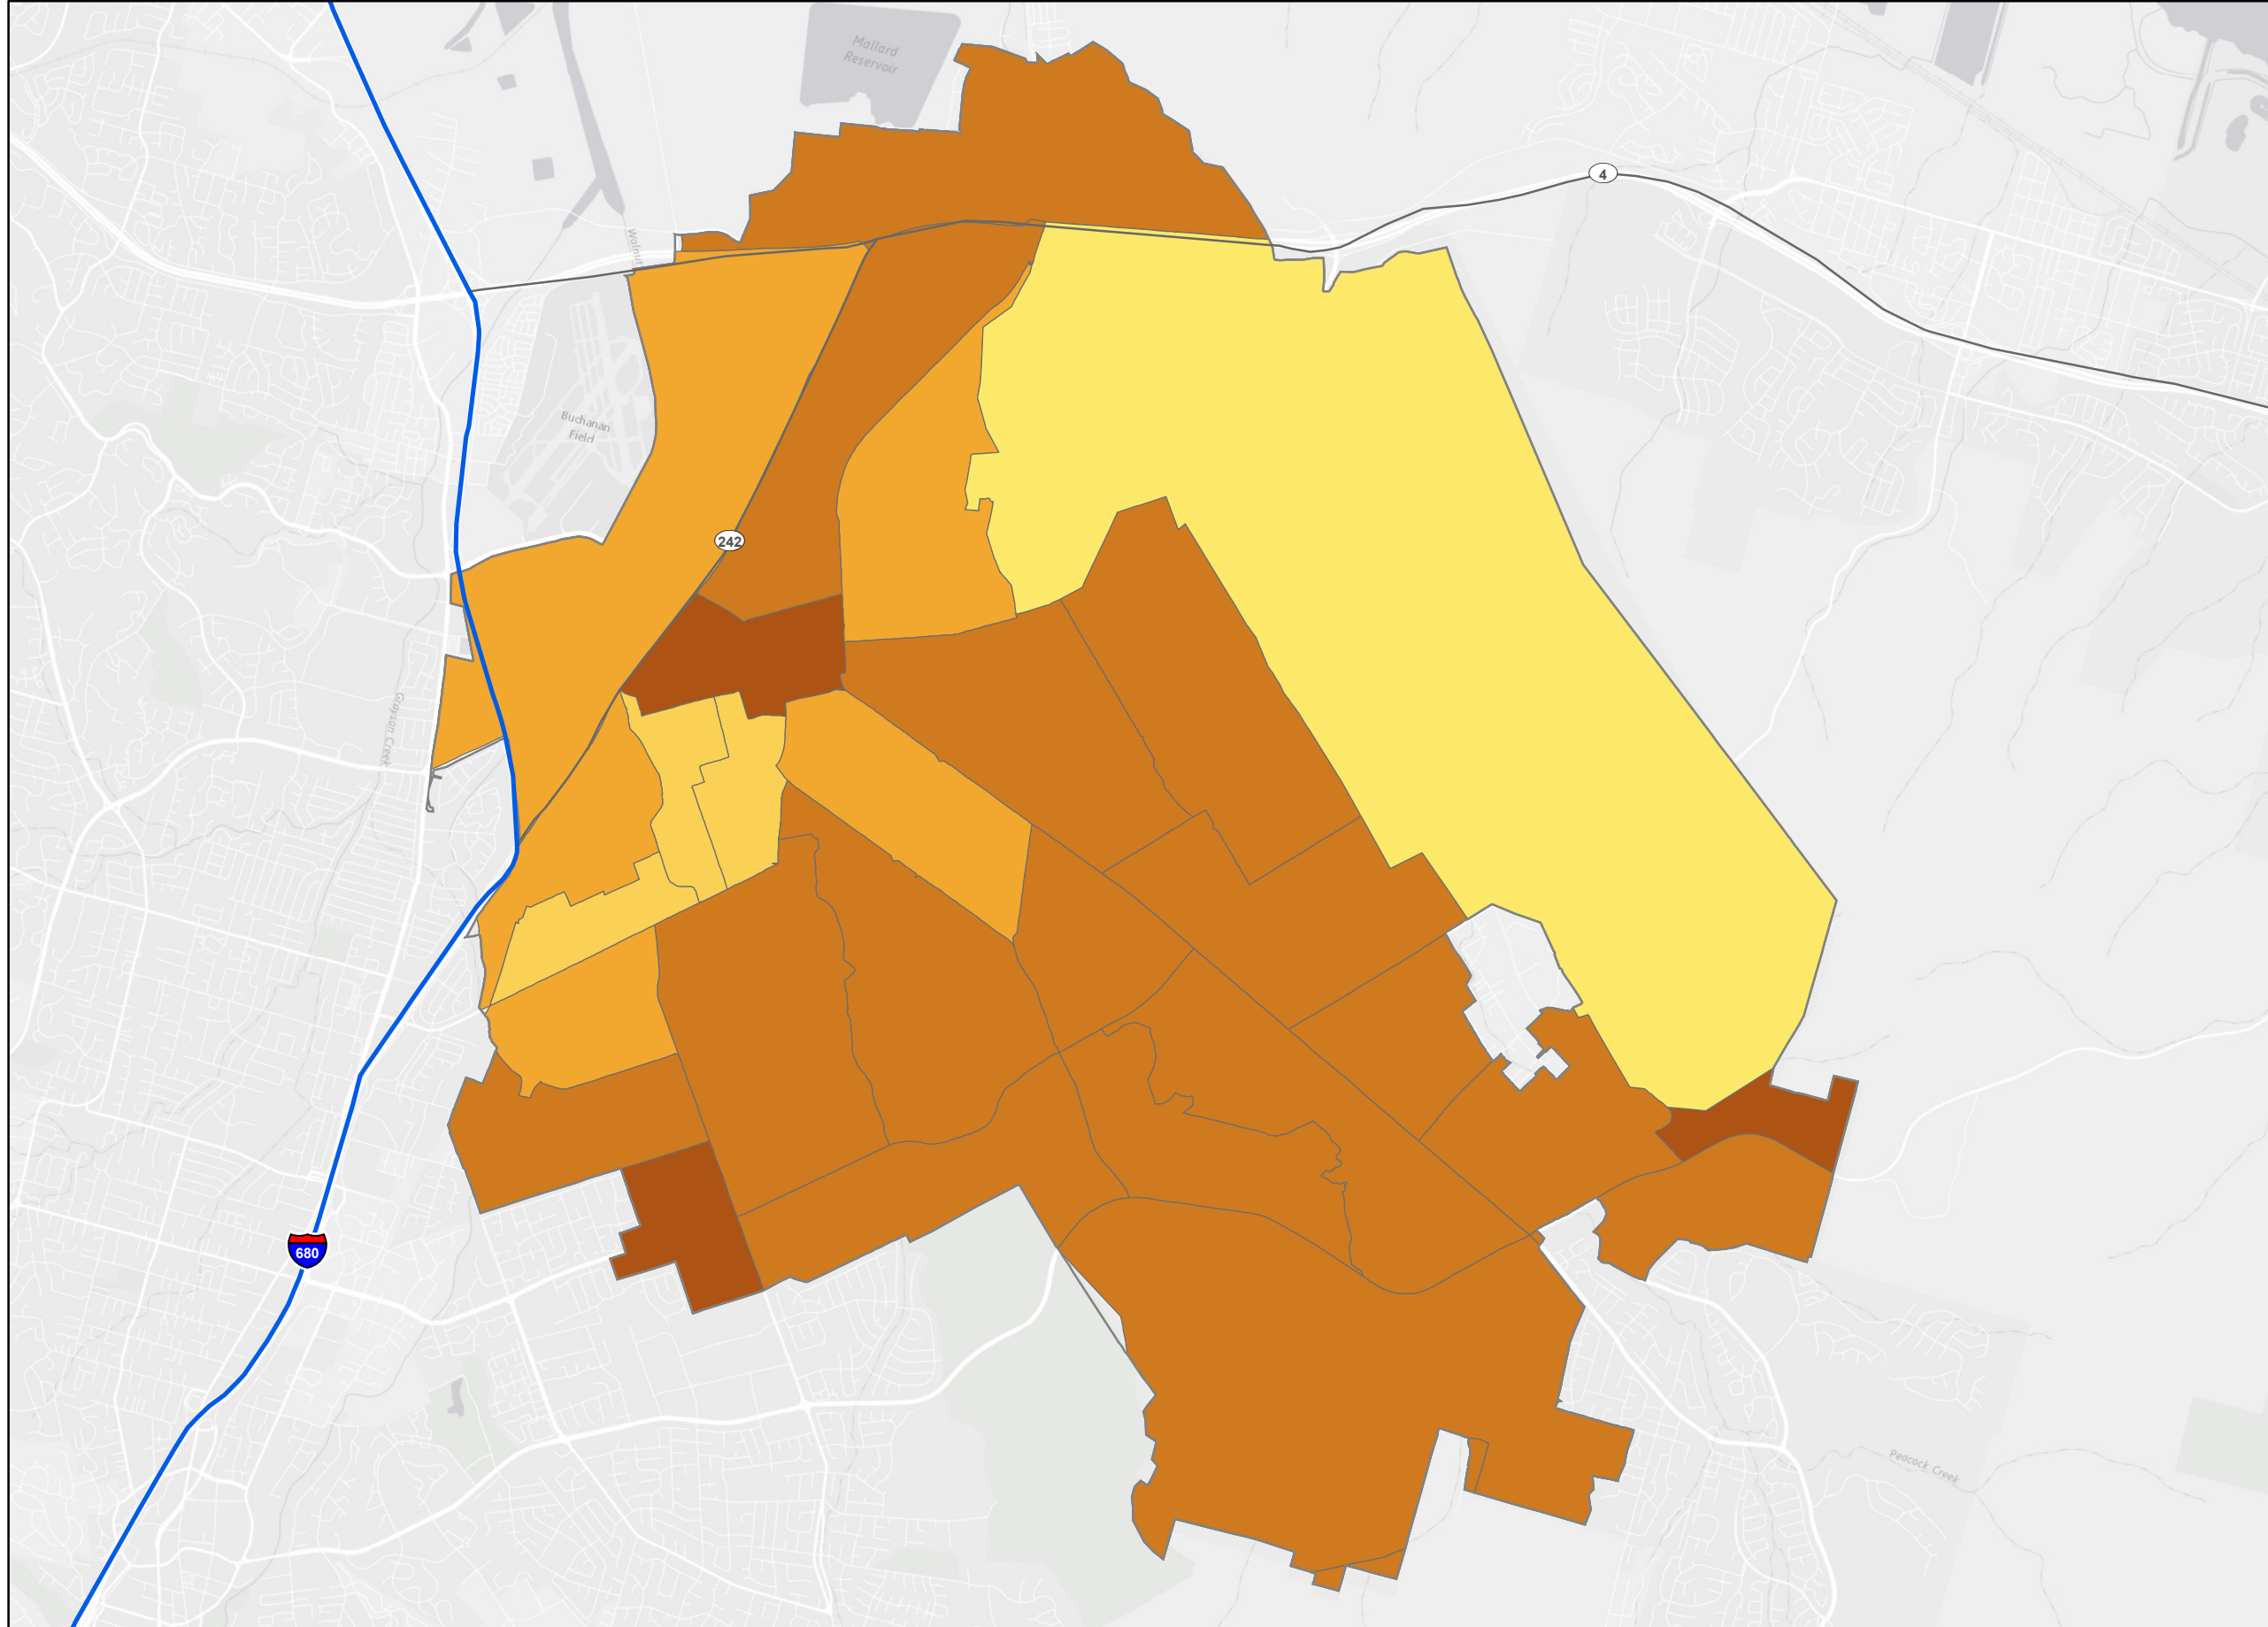 Mallard
Reservoir
4
Walnut
Buchanan
Field
242
Grayson Creek
680
Peacock Creek